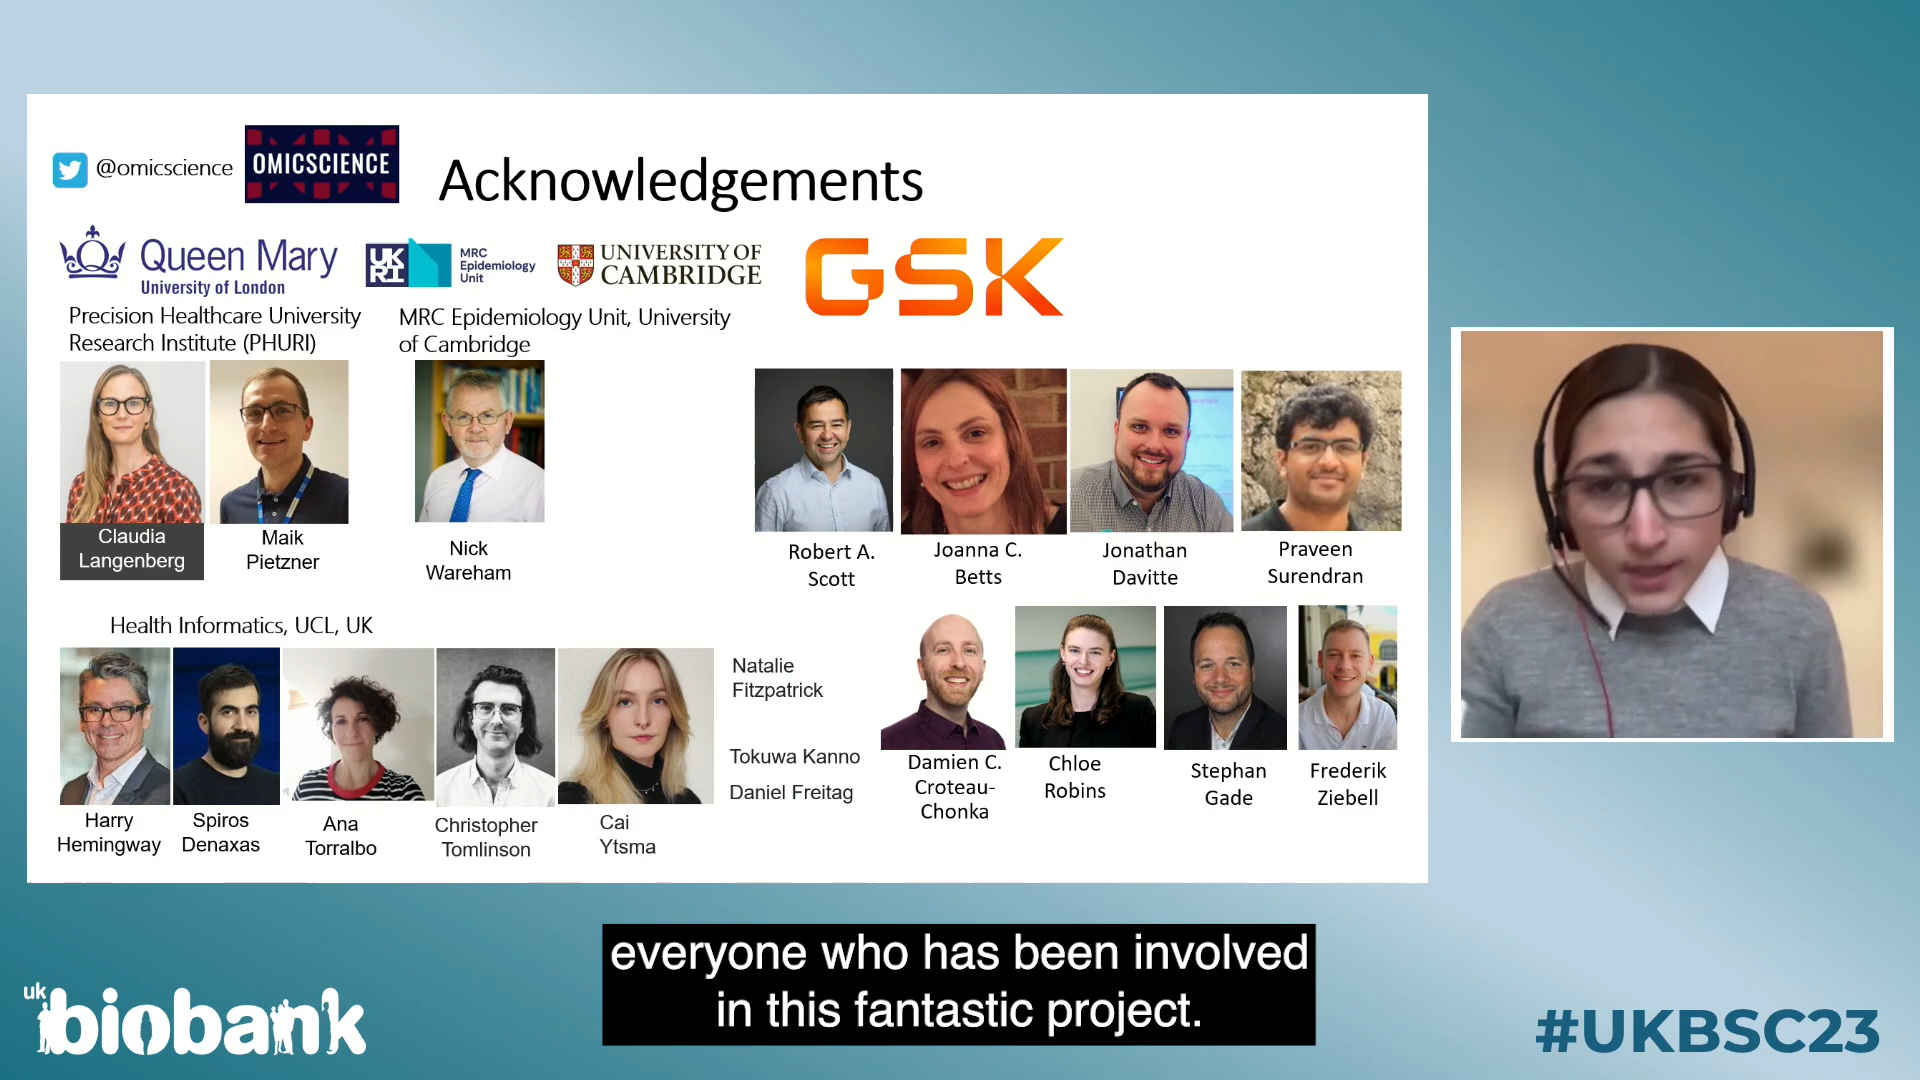 @omicscience
OMICSCIENCE
Acknowledgements
Queen Mary
University of London
UK
RI
MRC
Epidemiology
Unit
UNIVERSITY OF
CAMBRIDGE
GSK
Precision Healthcare University
Research Institute (PHURI)
MRC Epidemiology Unit, University
of Cambridge
Claudia
Langenberg
Maik
Pietzner
Nick
Wareham
Robert A.
Scott
Joanna C.
Betts
Jonathan
Davitte
Praveen
Surendran
Health Informatics, UCL, UK
Harry
Hemingway
Spiros
Denaxas
Ana
Torralbo
Christopher
Tomlinson
Cai
Ytsma
Natalie
Fitzpatrick
Tokuwa Kanno
Daniel Freitag
Damien C.
Croteau-
Chonka
Chloe
Robins
Stephan
Gade
Frederik
Ziebell
everyone who has been involved
in this fantastic project.
uk
biobank
#UKBSC23